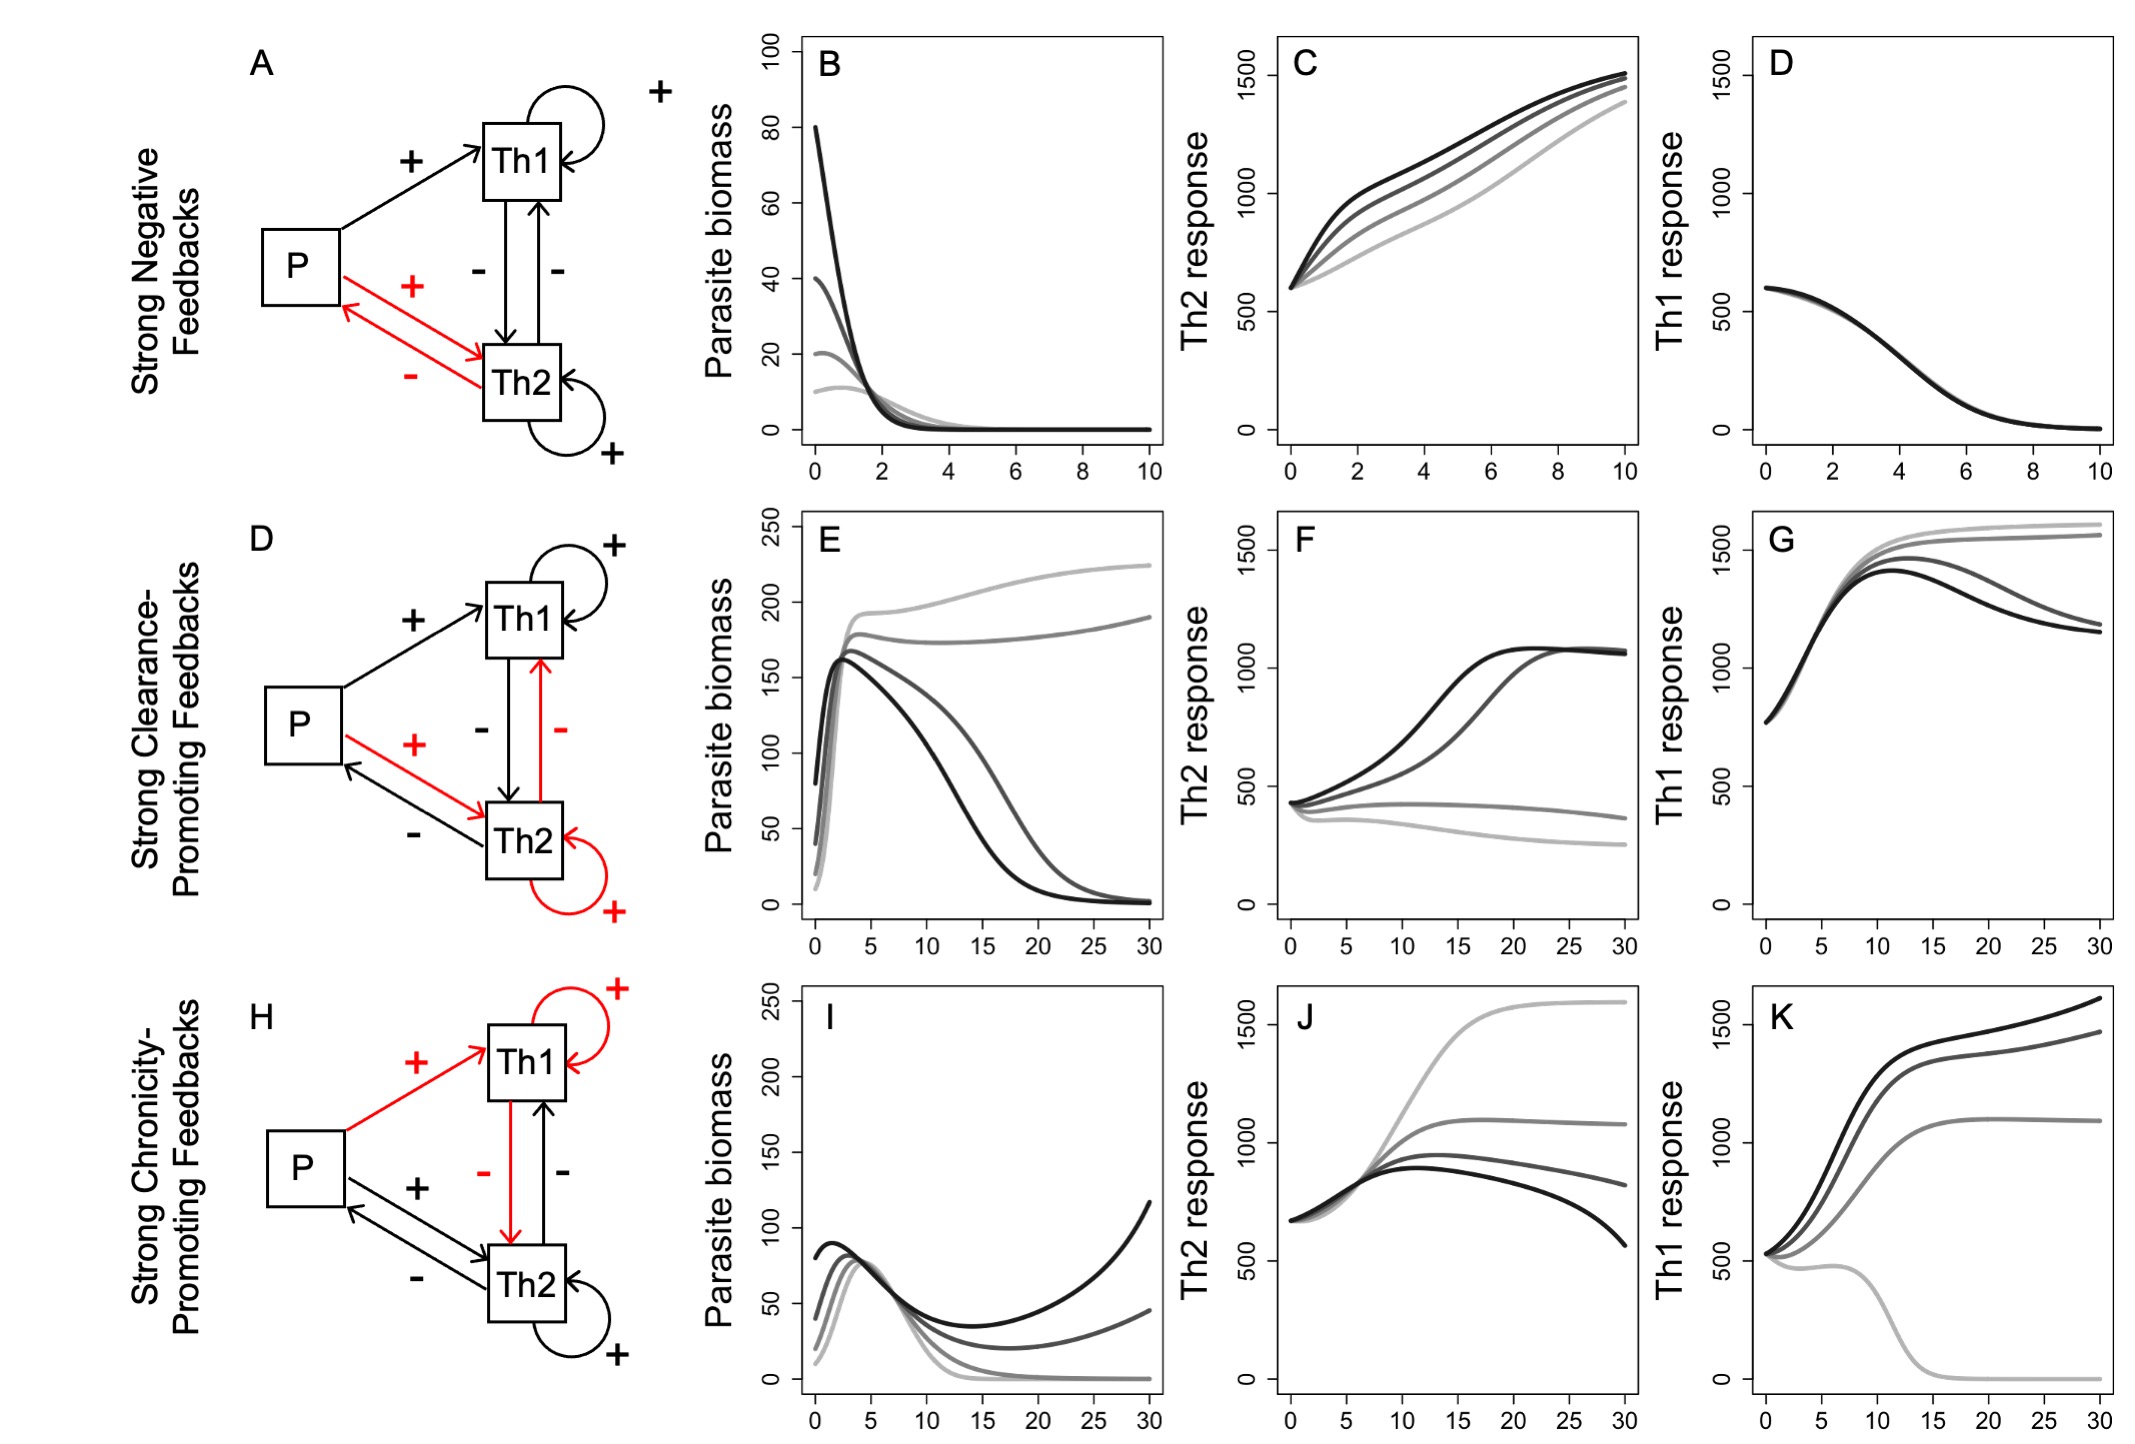 Strong Negative
Feedbacks
A
+
Th1
+
P
+
-
-
-
Th2
+
B
Parasite biomass
0 20 40 60 80 100
0 2 4 6 8 10
C
Th2 response
0 500 1000 1500
0 2 4 6 8 10
D
Th1 response
0 500 1000 1500
0 2 4 6 8 10
Strong Clearance-
Promoting Feedbacks
D
+
Th1
+
P
+
-
-
-
Th2
+
E
Parasite biomass
0 50 100 150 200 250
0 5 10 15 20 25 30
F
Th2 response
0 500 1000 1500
0 5 10 15 20 25 30
G
Th1 response
0 500 1000 1500
0 5 10 15 20 25 30
Strong Chronicity-
Promoting Feedbacks
H
+
Th1
+
P
+
-
-
-
Th2
+
I
Parasite biomass
0 50 100 150 200 250
0 5 10 15 20 25 30
J
Th2 response
0 500 1000 1500
0 5 10 15 20 25 30
K
Th1 response
0 500 1000 1500
0 5 10 15 20 25 30